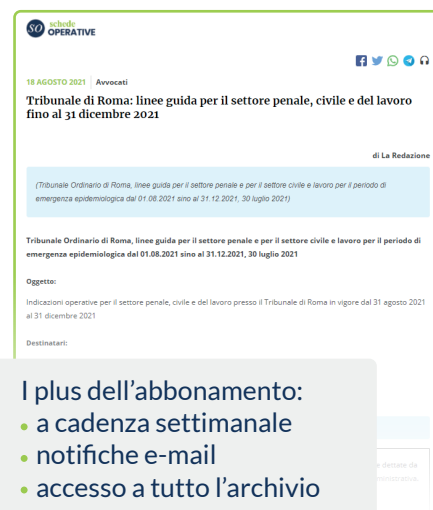 SO schede
OPERATIVE
18 AGOSTO 2021 | Avvocati
Tribunale di Roma: linee guida per il settore penale, civile e del lavoro
fino al 31 dicembre 2021
di La Redazione
(Tribunale Ordinario di Roma, linee guida per il settore penale e per il settore civile e lavoro per il periodo di
emergenza epidemiologica dal 01.08.2021 sino al 31.12.2021, 30 luglio 2021)
Tribunale Ordinario di Roma, linee guida per il settore penale e per il settore civile e lavoro per il periodo di
emergenza epidemiologica dal 01.08.2021 sino al 31.12.2021, 30 luglio 2021
Oggetto:
Indicazioni operative per il settore penale, civile e del lavoro presso il Tribunale di Roma in vigore dal 31 agosto 2021
al 31 dicembre 2021
Destinatari:
I plus dell'abbonamento:
• a cadenza settimanale
• notifiche e-mail
• accesso a tutto l'archivio